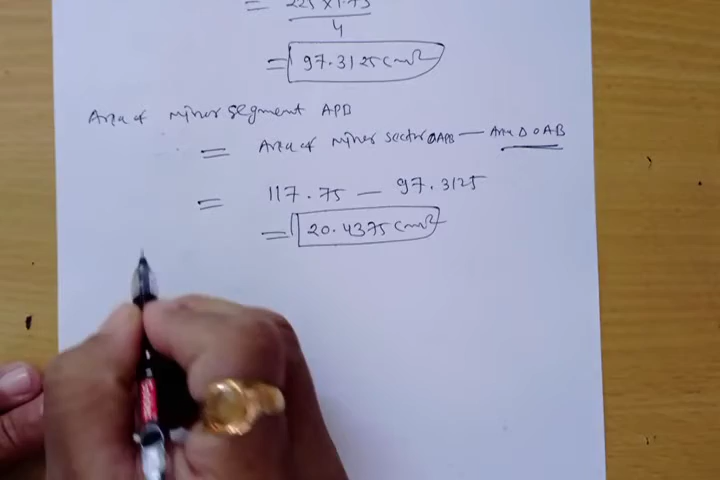 = 225 x 1.73
4
= 97.3125 cm²
Area of minor segment APB
= Area of minor sector OAPB — Area Δ OAB
= 117.75 — 97.3125
= 20.4375 cm²